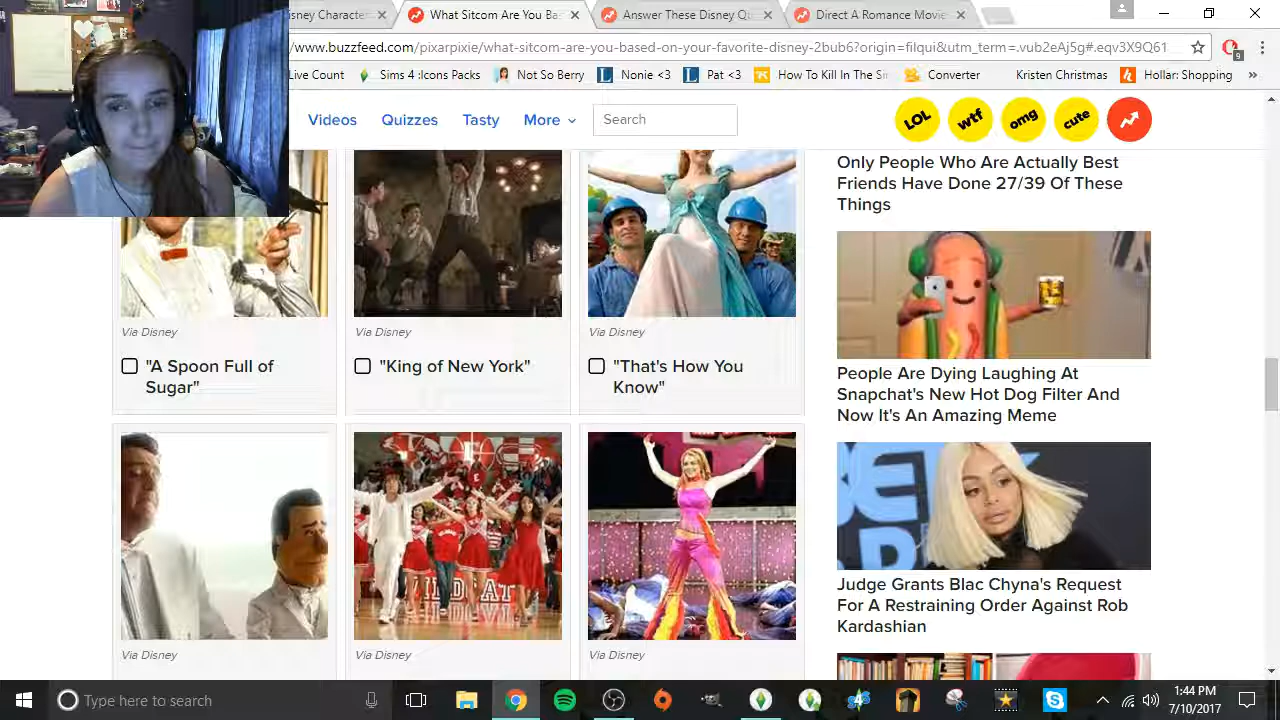 isney Character
What Sitcom Are Y
Answer These Disney Qu
Pick A Romance Movie
/www.buzzfeed.com/pixarpixie/what-sitcom-are-you-based-on-your-favorite-disney-2bois?origin=filqui&utm_term=.vub2eAj5g#.eqv3X9Q61
9
Live Count
Sims 4 Icons Packs
Not So Berry
Nonie <3
Pat <3
How To Kill In The Sim
Converter
Kristen Christmas
Hollar: Shopping
»
Videos
Quizzes
Tasty
More
Search
LOL
wtf
omg
cute
Only People Who Are Actually Best
Friends Have Done 27/39 Of These
Things
Via Disney
Via Disney
Via Disney
"A Spoon Full of
Sugar"
"King of New York"
"That's How You
Know"
People Are Dying Laughing At
Snapchat's New Hot Dog Filter And
Now It's An Amazing Meme
WILDCATS
Judge Grants Blac Chyna's Request
For A Restraining Order Against Rob
Kardashian
Via Disney
Via Disney
Via Disney
Type here to search
1:44 PM
7/10/2017